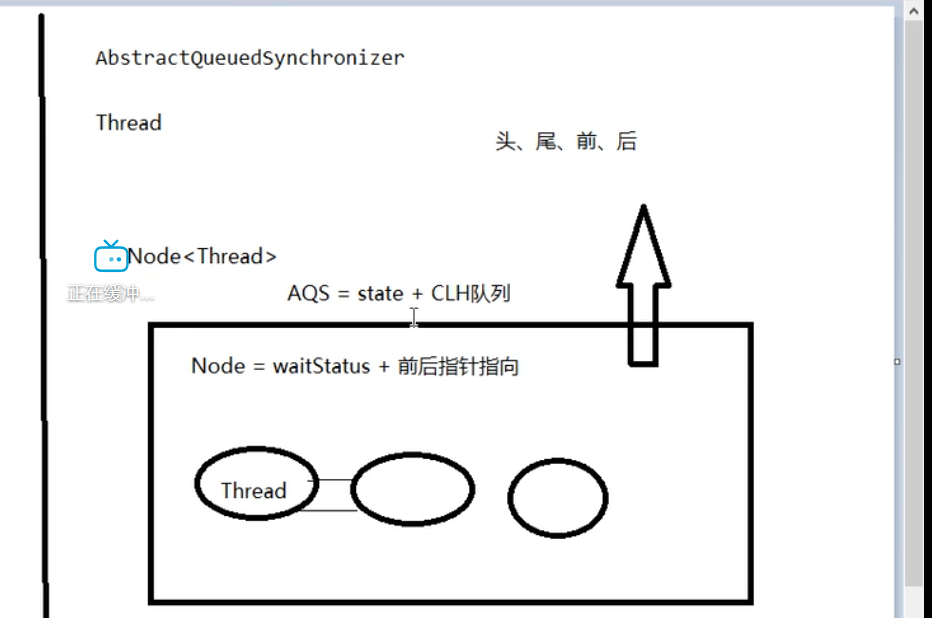 AbstractQueuedSynchronizer
Thread
头、尾、前、后
Node<Thread>
正在缓冲...
AQS = state + CLH队列
Node = waitStatus + 前后指针指向
Thread